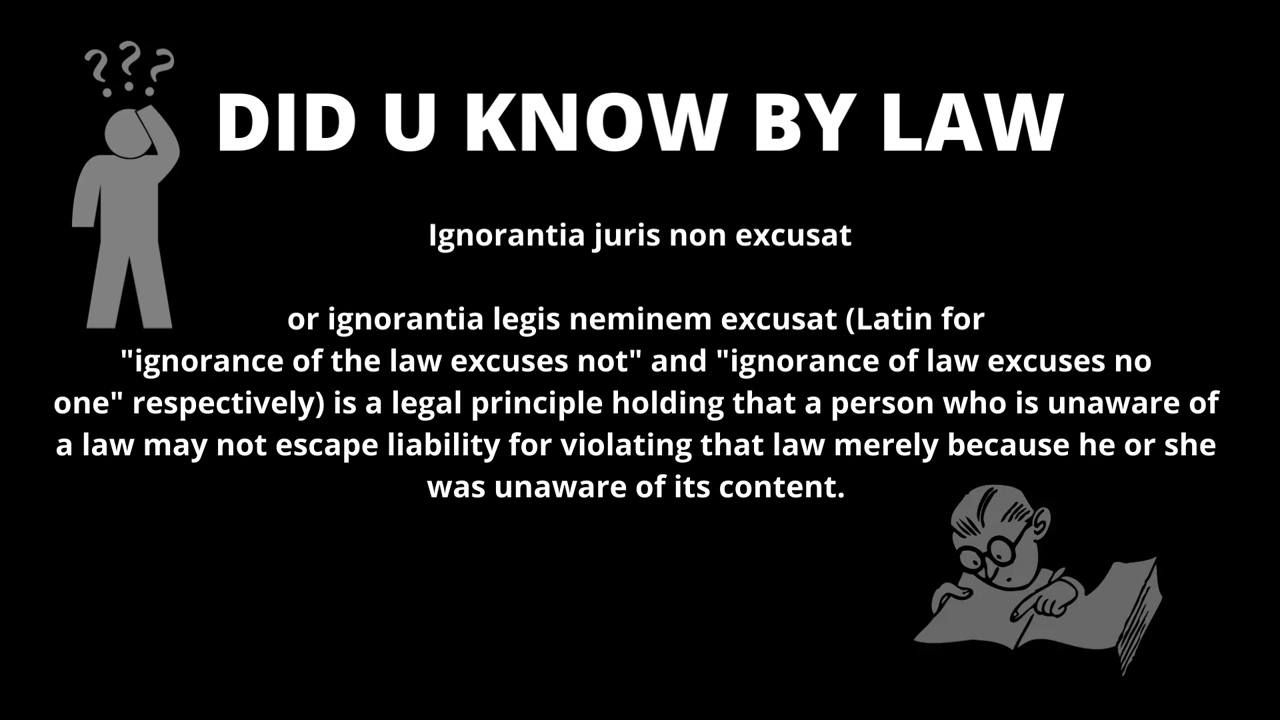 ? ? ?
DID U KNOW BY LAW
Ignorantia juris non excusat
or ignorantia legis neminem excusat (Latin for
"ignorance of the law excuses not" and "ignorance of law excuses no
one" respectively) is a legal principle holding that a person who is unaware of
a law may not escape liability for violating that law merely because he or she
was unaware of its content.